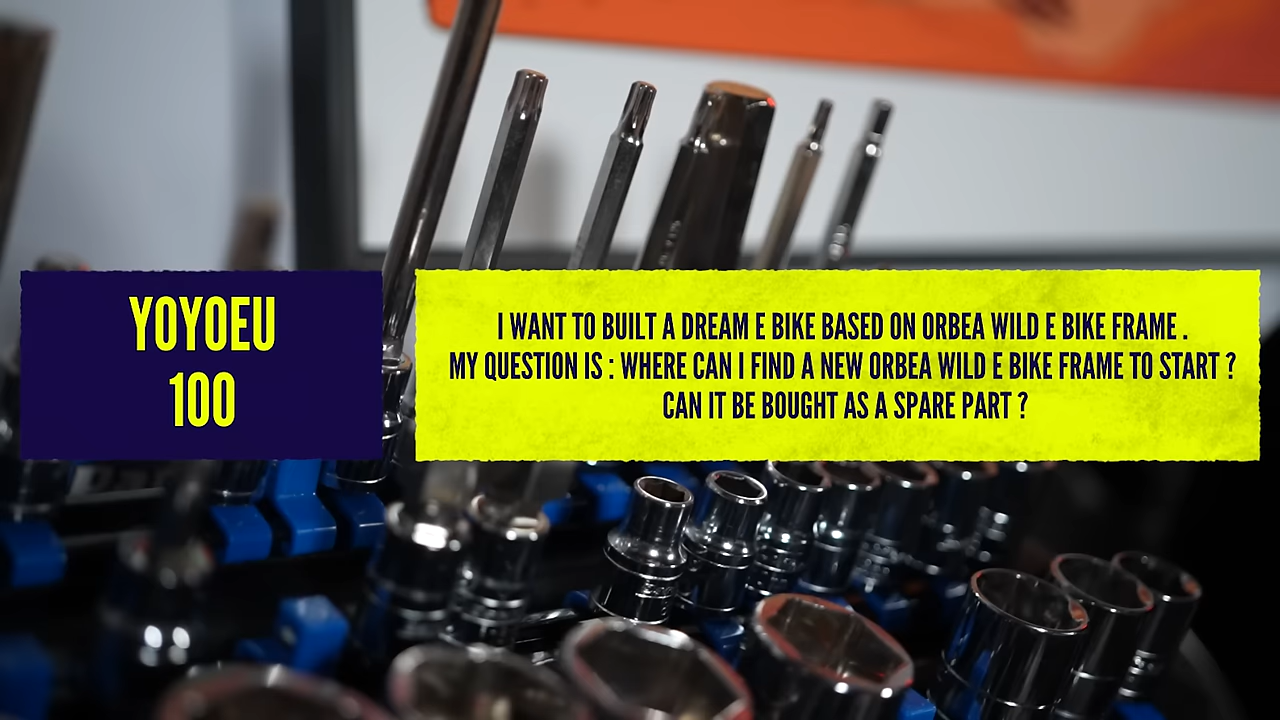 YOYOEU
100
I WANT TO BUILT A DREAM E BIKE BASED ON ORBEA WILD E BIKE FRAME .
MY QUESTION IS : WHERE CAN I FIND A NEW ORBEA WILD E BIKE FRAME TO START ?
CAN IT BE BOUGHT AS A SPARE PART ?